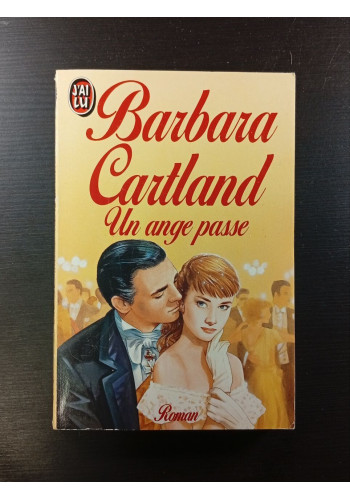 J'AI
LU
Barbara
Cartland
Un ange passe
Roman